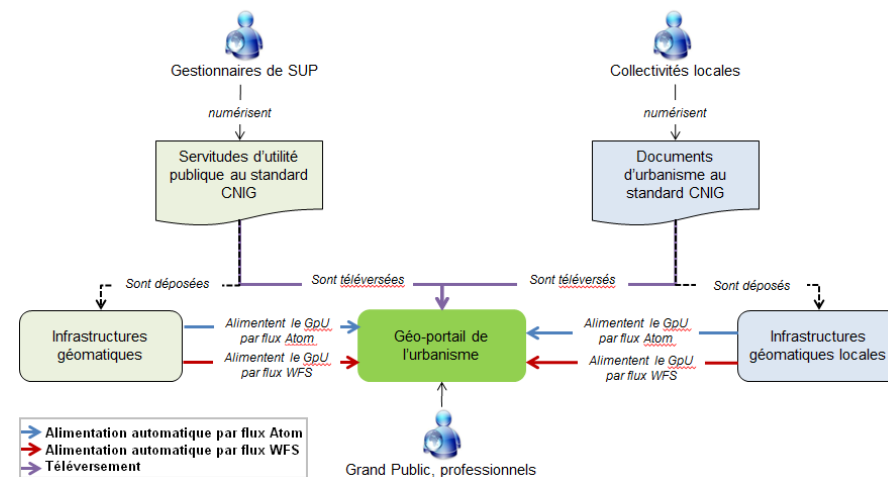 Gestionnaires de SUP
Collectivités locales
numérisent
numérisent
Servitudes d'utilité
publique au standard
CNIG
Documents
d'urbanisme au
standard CNIG
Sont déposées
Sont téléversées
Sont téléversés
Sont déposés
Infrastructures
géomatiques
Alimentent le GpU
par flux Atom
Alimentent le GpU
par flux WFS
Géo-portail de
l'urbanisme
Alimentent le GpU
par flux Atom
Alimentent le GpU
par flux WFS
Infrastructures
géomatiques locales
Alimentation automatique par flux Atom
Alimentation automatique par flux WFS
Téléversement
Grand Public, professionnels